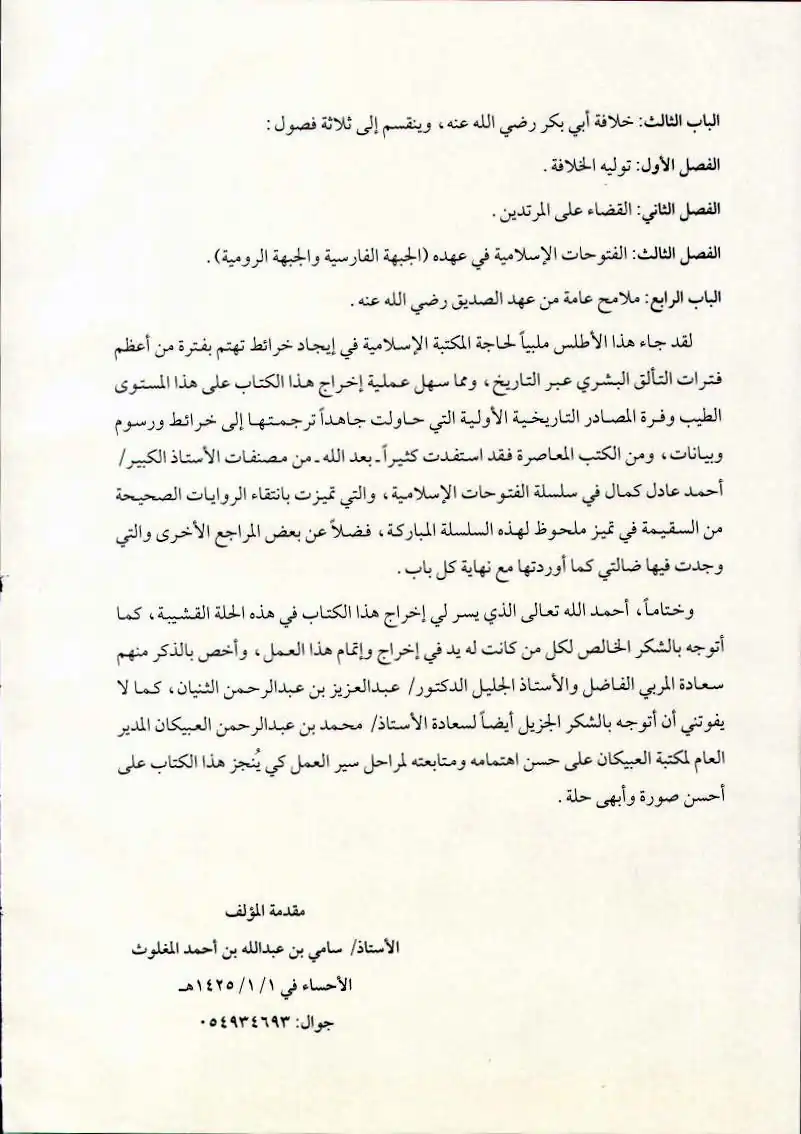 الباب الثالث: خلافة أبي بكر رضي الله عنه، وينقسم إلى ثلاثة فصول:
الفصل الأول: توليه الخلافة.
الفصل الثاني: القضاء على المرتدين.
الفصل الثالث: الفتوحات الإسلامية في عهده (الجبهة الفارسية والجبهة الرومية).
الباب الرابع: ملامح عامة من عهد الصديق رضي الله عنه.
لقد جاء هذا الأطلس ملبياً لحاجة المكتبة الإسلامية في إيجاد خرائط تهتم بفترة من أعظم
فترات التألق البشري عبر التاريخ، ومما سهل عملية إخراج هذا الكتاب على هذا المستوى
الطيب وفرة المصادر التاريخية الأولية التي حاولت جاهداً ترجمتها إلى خرائط ورسوم
وبيانات، ومن الكتب المعاصرة فقد استفدت كثيراً ـ بعد الله ـ من مصنفات الأستاذ الكبير/
أحمد عادل كمال في سلسلة الفتوحات الإسلامية، والتي تميزت بانتقاء الروايات الصحيحة
من السقيمة في تميز ملحوظ لهذه السلسلة المباركة، فضلاً عن بعض المراجع الأخرى والتي
وجدت فيها ضالتي كما أوردتها مع نهاية كل باب.
وختاماً، أحمد الله تعالى الذي يسر لي إخراج هذا الكتاب في هذه الحلة القشيبة، كما
أتوجه بالشكر الخالص لكل من كانت له يد في إخراج وإتمام هذا العمل، وأخص بالذكر منهم
سعادة المربي الفاضل والأستاذ الجليل الدكتور/ عبدالعزيز بن عبدالرحمن الثنيان، كما لا
يفوتني أن أتوجه بالشكر الجزيل أيضاً لسعادة الأستاذ/ محمد بن عبدالرحمن العبيكان المدير
العام لمكتبة العبيكان على حسن اهتمامه ومتابعته لمراحل سير العمل كي يُنجز هذا الكتاب على
أحسن صورة وأبهى حلة.
مقدمة المؤلف
الأستاذ/ سامي بن عبدالله بن أحمد المغلوث
الأحساء في ١/ ١/ ١٤٢٥هـ
جوال: ٠٥٤٩٣٤٦٩٣